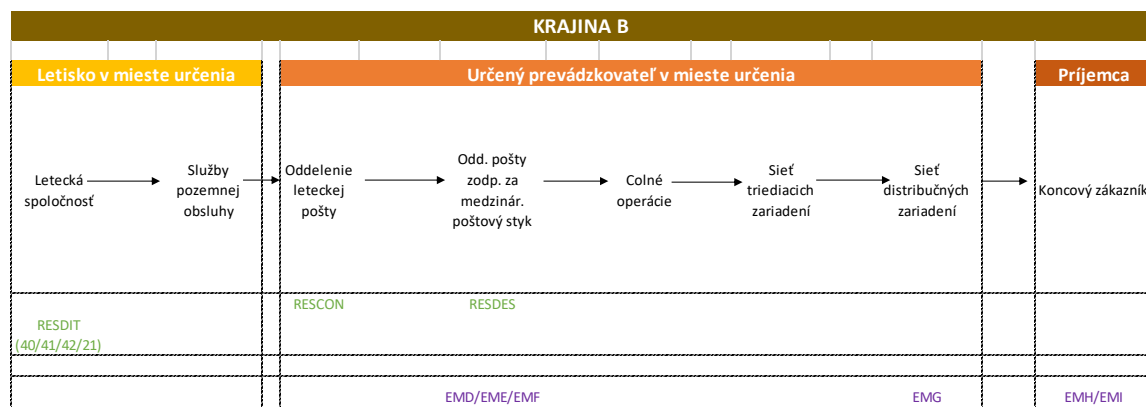 KRAJINA B
Letisko v mieste určenia
Určený prevádzkovateľ v mieste určenia
Príjemca
Letecká
spoločnosť
Služby
pozemnej
obsluhy
Oddelenie
leteckej
pošty
Odd. pošty
zodp. za
medzinár.
poštový styk
Colné
operácie
Sieť
triediacich
zariadení
Sieť
distribučných
zariadení
Koncový zákazník
RESCON
RESDES
RESDIT
(40/41/42/21)
EMD/EME/EMF
EMG
EMH/EMI